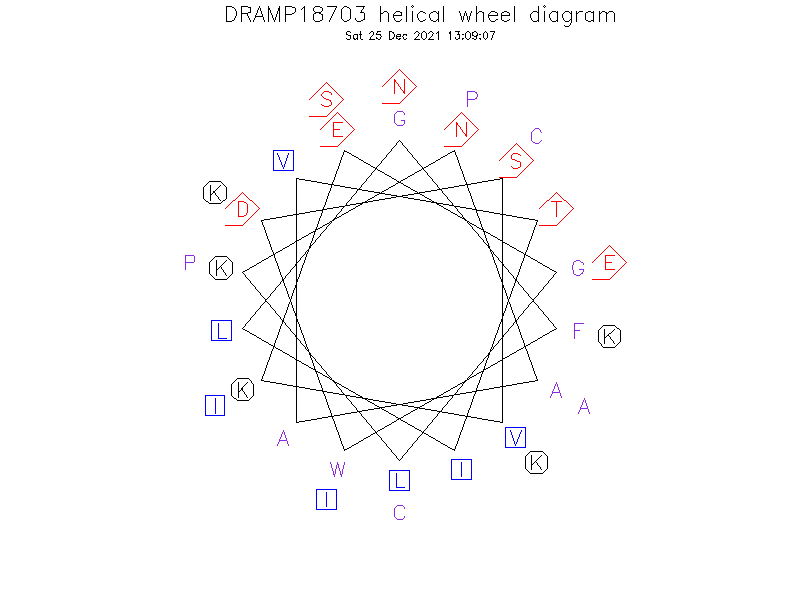 DRAMP18703 helical wheel diagram
Sat 25 Dec 2021 13:09:07
N
S P
G
E N C
V S
K
D T
P K G E
L F K
K A
I A
A V
W I K
L
I
C